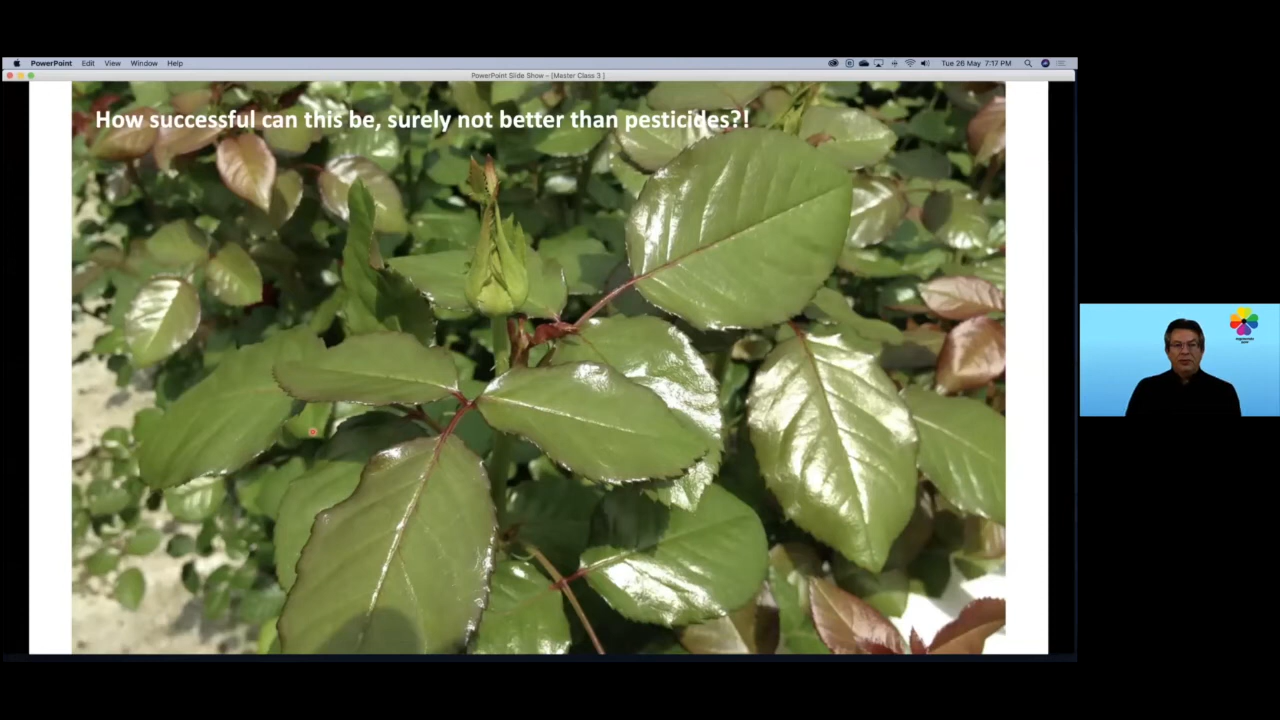 PowerPoint Edit View Window Help Tue 26 May 7:17 PM
PowerPoint Slide Show – [Master Class 3 ]
How successful can this be, surely not better than pesticides?!